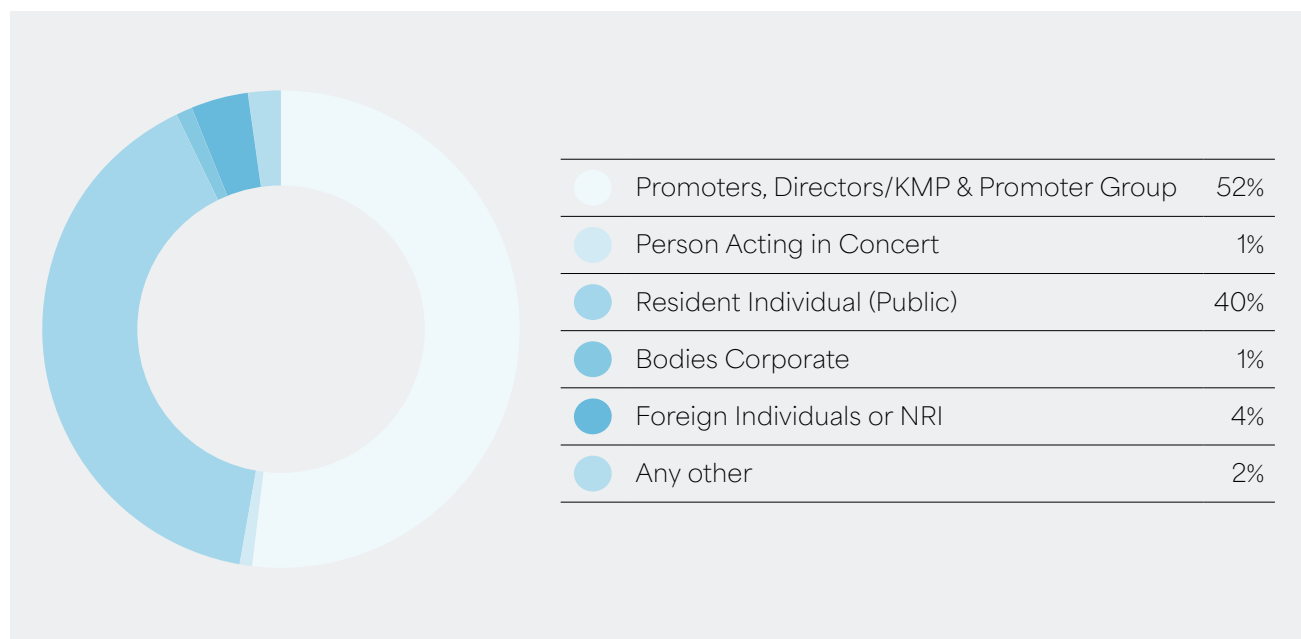 Promoters, Directors/KMP & Promoter Group 52%
Person Acting in Concert 1%
Resident Individual (Public) 40%
Bodies Corporate 1%
Foreign Individuals or NRI 4%
Any other 2%